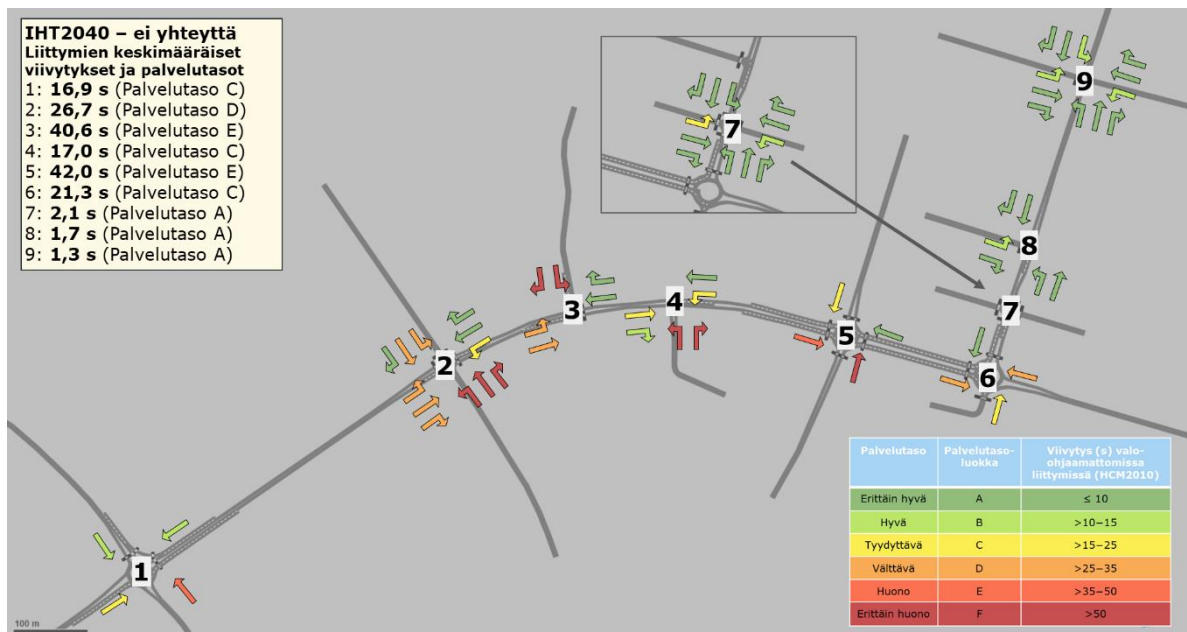 IHT2040 – ei yhteyttä
Liittymien keskimääräiset
viivytykset ja palvelutasot
1: 16,9 s (Palvelutaso C)
2: 26,7 s (Palvelutaso D)
3: 40,6 s (Palvelutaso E)
4: 17,0 s (Palvelutaso C)
5: 42,0 s (Palvelutaso E)
6: 21,3 s (Palvelutaso C)
7: 2,1 s (Palvelutaso A)
8: 1,7 s (Palvelutaso A)
9: 1,3 s (Palvelutaso A)
7
9
8
7
6
5
4
3
2
1
100 m
Palvelutaso Palvelutaso- Viivytys (s) valo-
luokka ohjaamattomissa
liittymissä (HCM2010)
Erittäin hyvä A ≤ 10
Hyvä B >10–15
Tyydyttävä C >15–25
Välttävä D >25–35
Huono E >35–50
Erittäin huono F >50